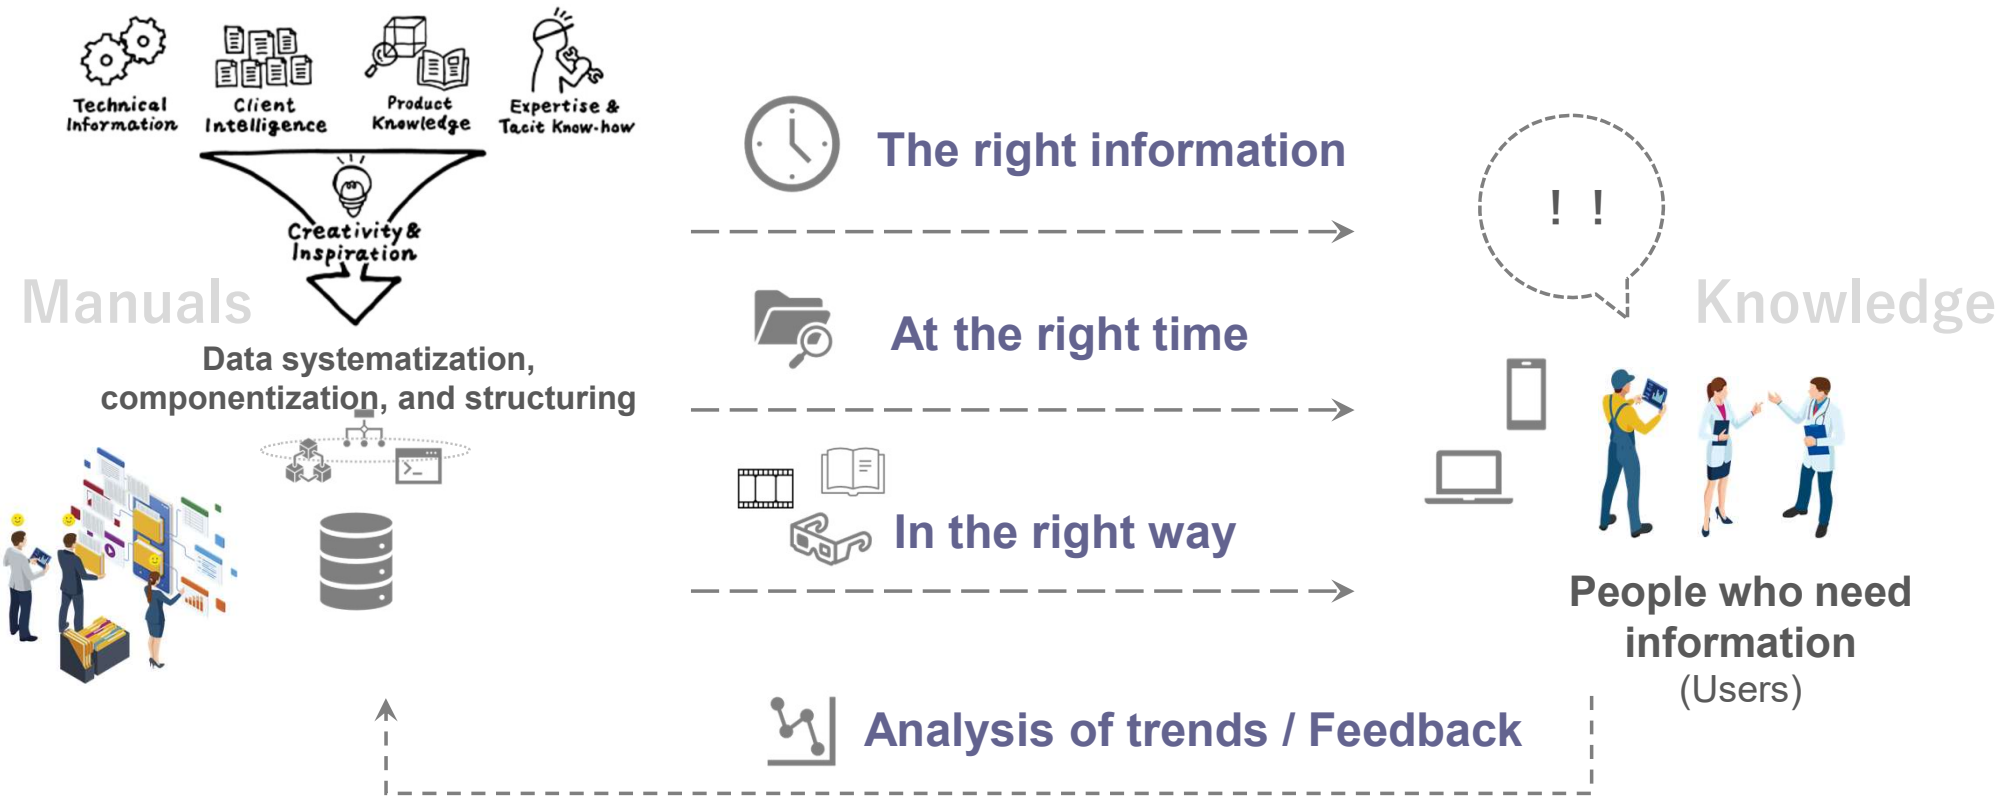 Technical
Information
Client
Intelligence
Product
Knowledge
Expertise &
Tacit Know-how
Creativity &
Inspiration
Manuals
Data systematization,
componentization, and structuring
The right information
At the right time
In the right way
Analysis of trends / Feedback
! !
Knowledge
People who need
information
(Users)